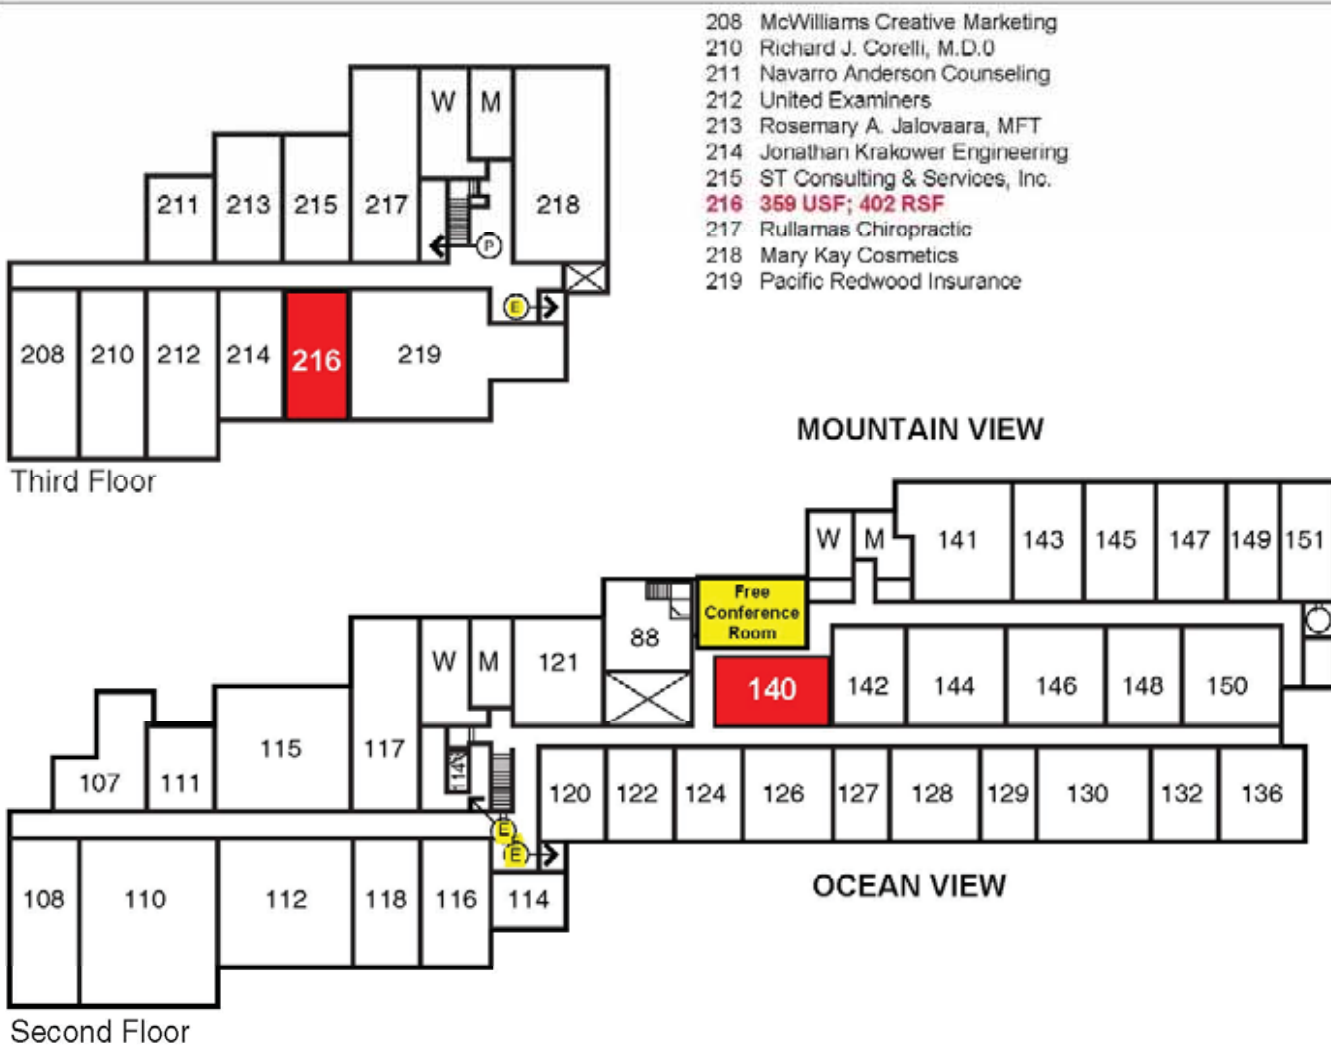 208 McWilliams Creative Marketing
210 Richard J. Corelli, M.D.0
211 Navarro Anderson Counseling
212 United Examiners
213 Rosemary A. Jalovaara, MFT
214 Jonathan Krakower Engineering
215 ST Consulting & Services, Inc.
216 359 USF; 402 RSF
217 Rullamas Chiropractic
218 Mary Kay Cosmetics
219 Pacific Redwood Insurance
W M
211 213 215 217 218
P
E
208 210 212 214 216 219
Third Floor
MOUNTAIN VIEW
W M 141 143 145 147 149 151
Free
Conference
Room
88
W M 121
140 142 144 146 148 150
107 111 115 117
120 122 124 126 127 128 129 130 132 136
E
E
108 110 112 118 116 114
OCEAN VIEW
Second Floor